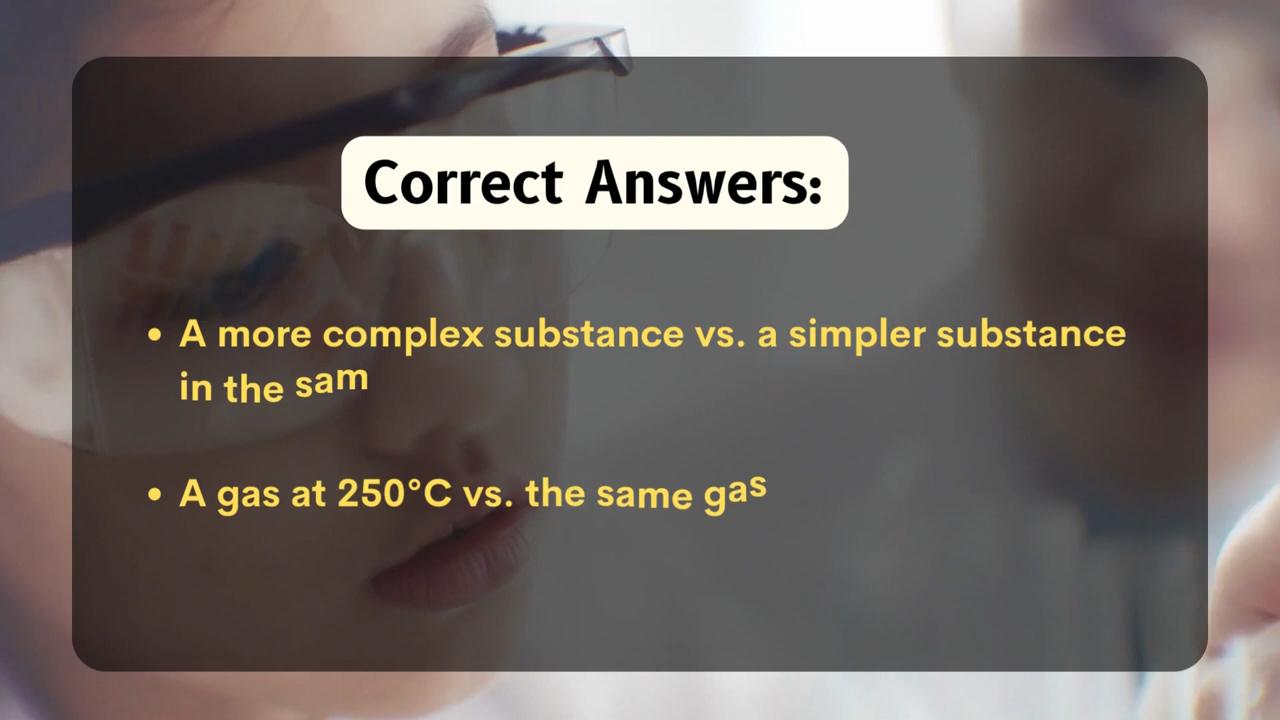 Correct Answers:
• A more complex substance vs. a simpler substance
in the sam
• A gas at 250°C vs. the same gas